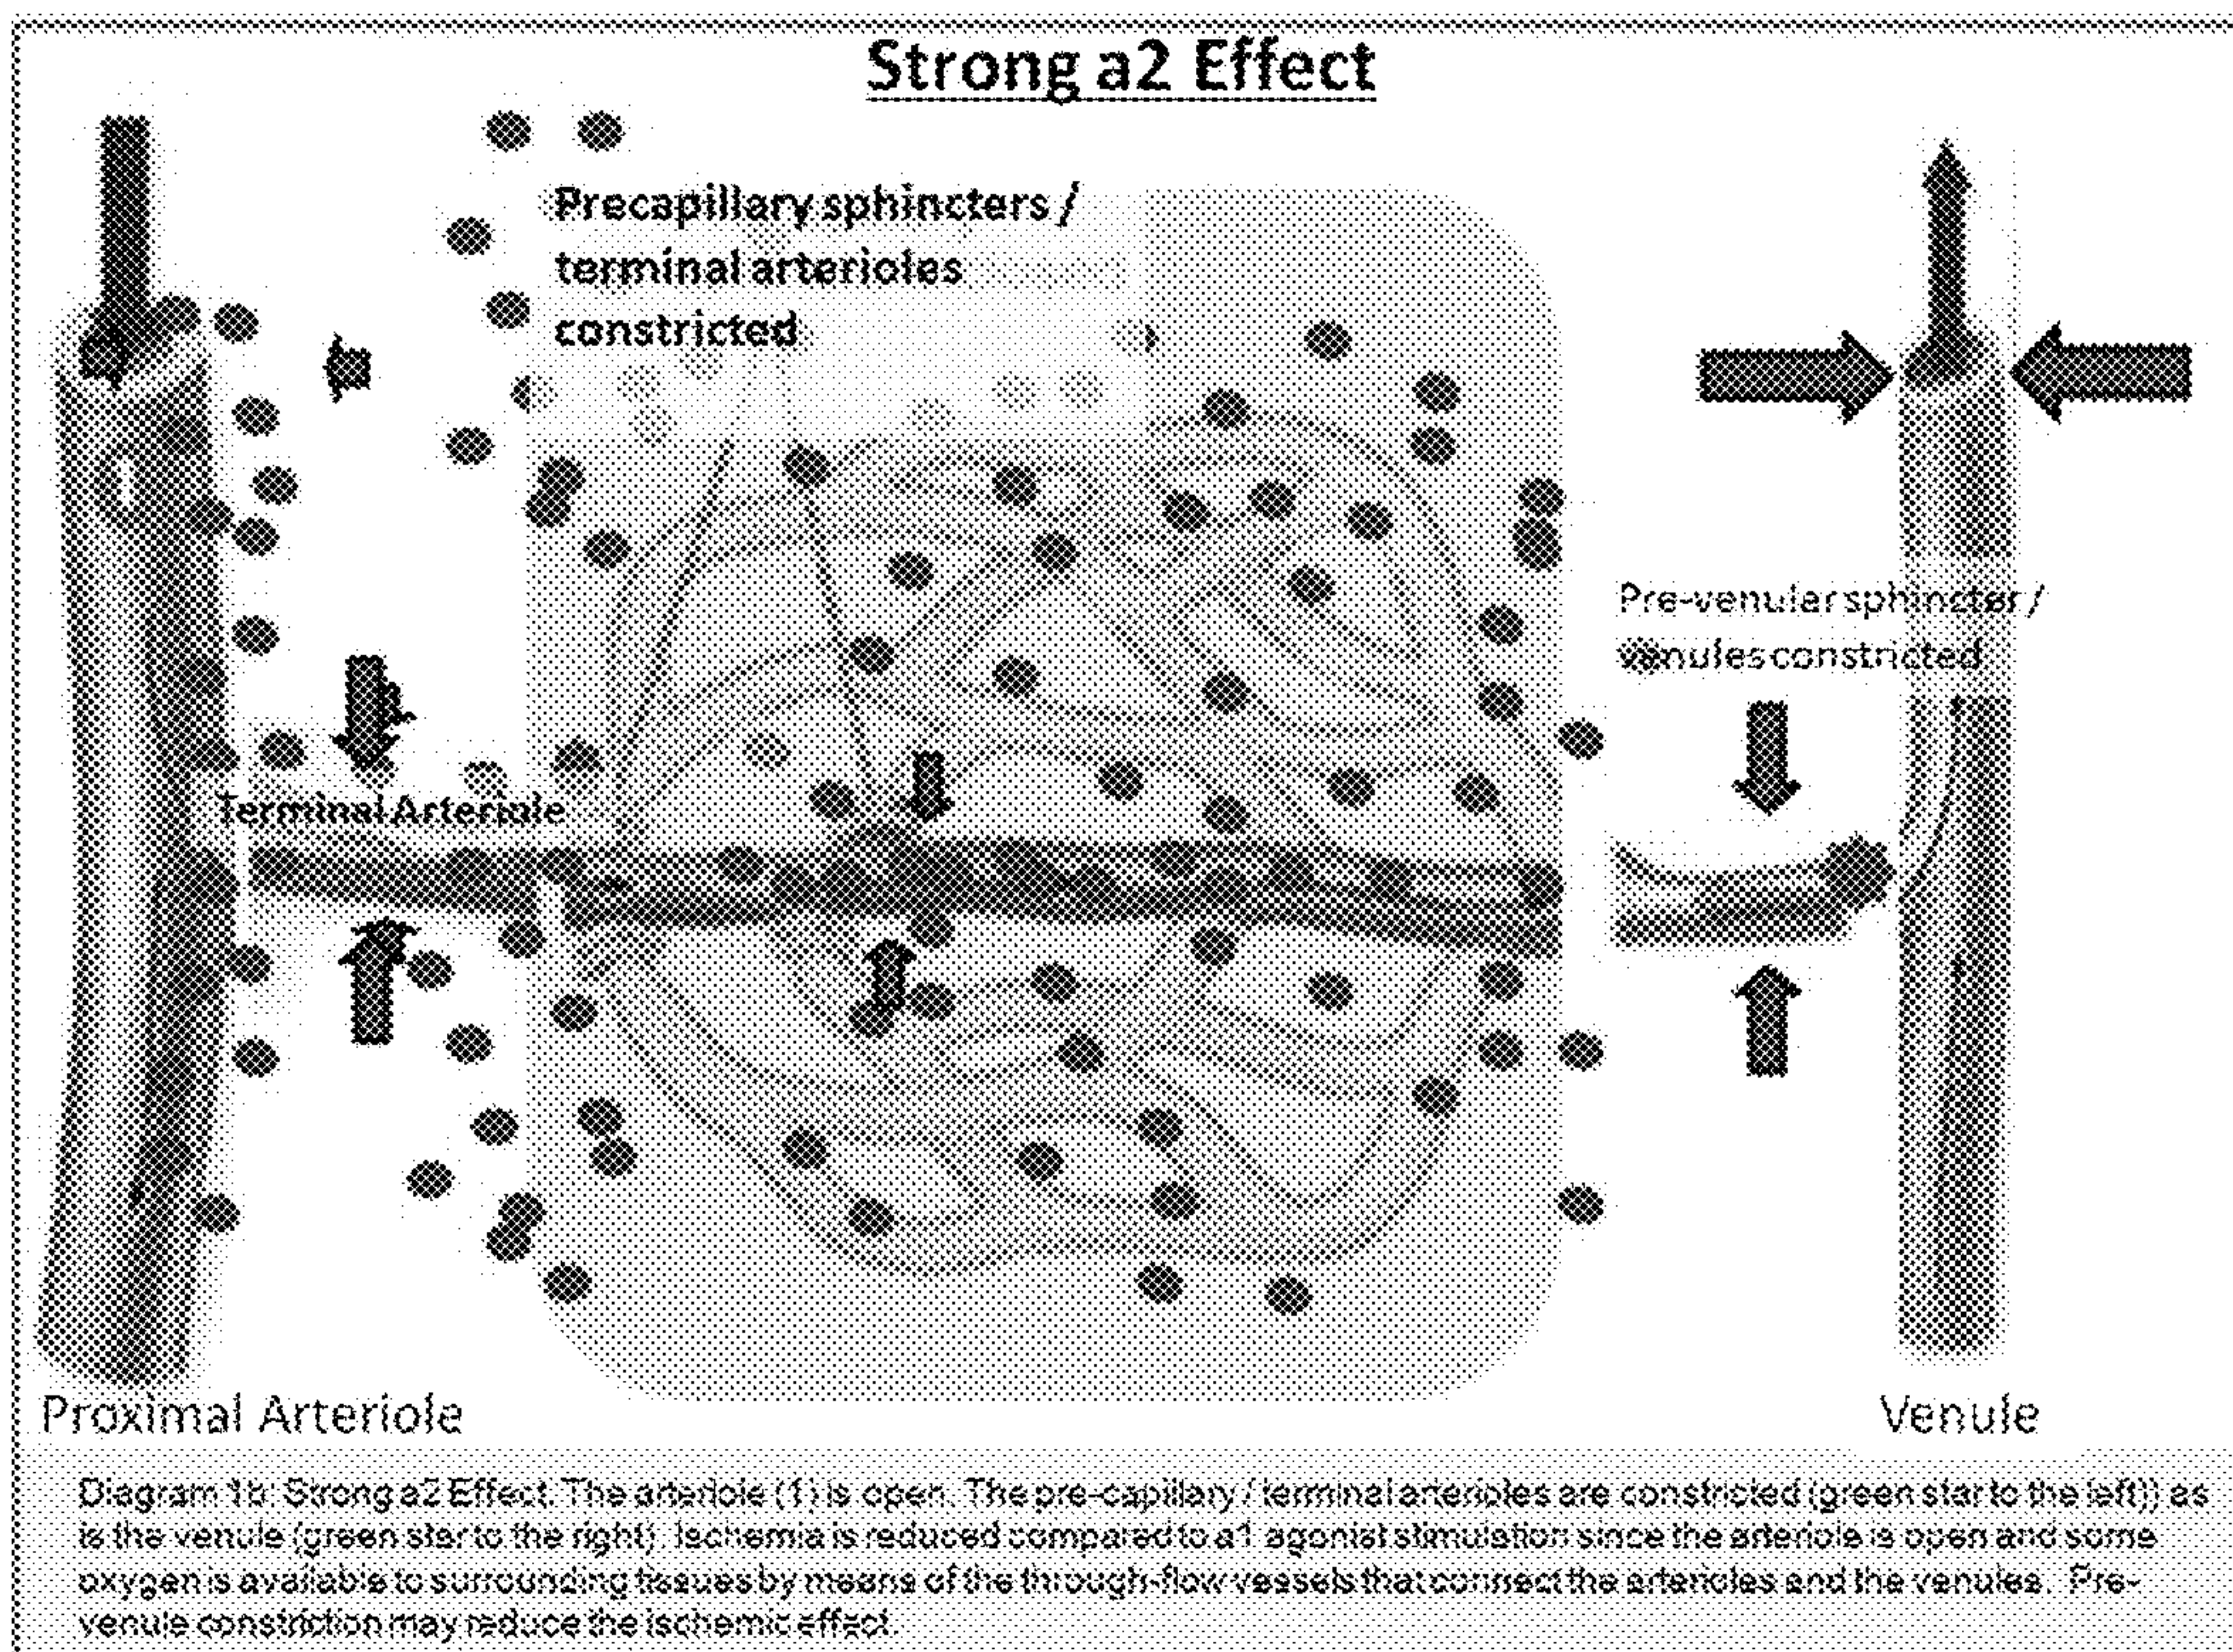 Strong a2 Effect
Precapillary sphincters /
terminal arterioles
constricted
Pre-venular sphincter /
venules constricted
Terminal Arteriole
Proximal Arteriole
Venule
Diagram 1b: Strong a2 Effect. The arteriole (1) is open. The pre-capillary / terminal arterioles are constricted (green star to the left)) as
is the venule (green star to the right). Ischemia is reduced compared to a1 agonist stimulation since the arteriole is open and some
oxygen is available to surrounding tissues by means of the through-flow vessels that connect the arterioles and the venules. Pre-
venule constriction may reduce the ischemic effect.